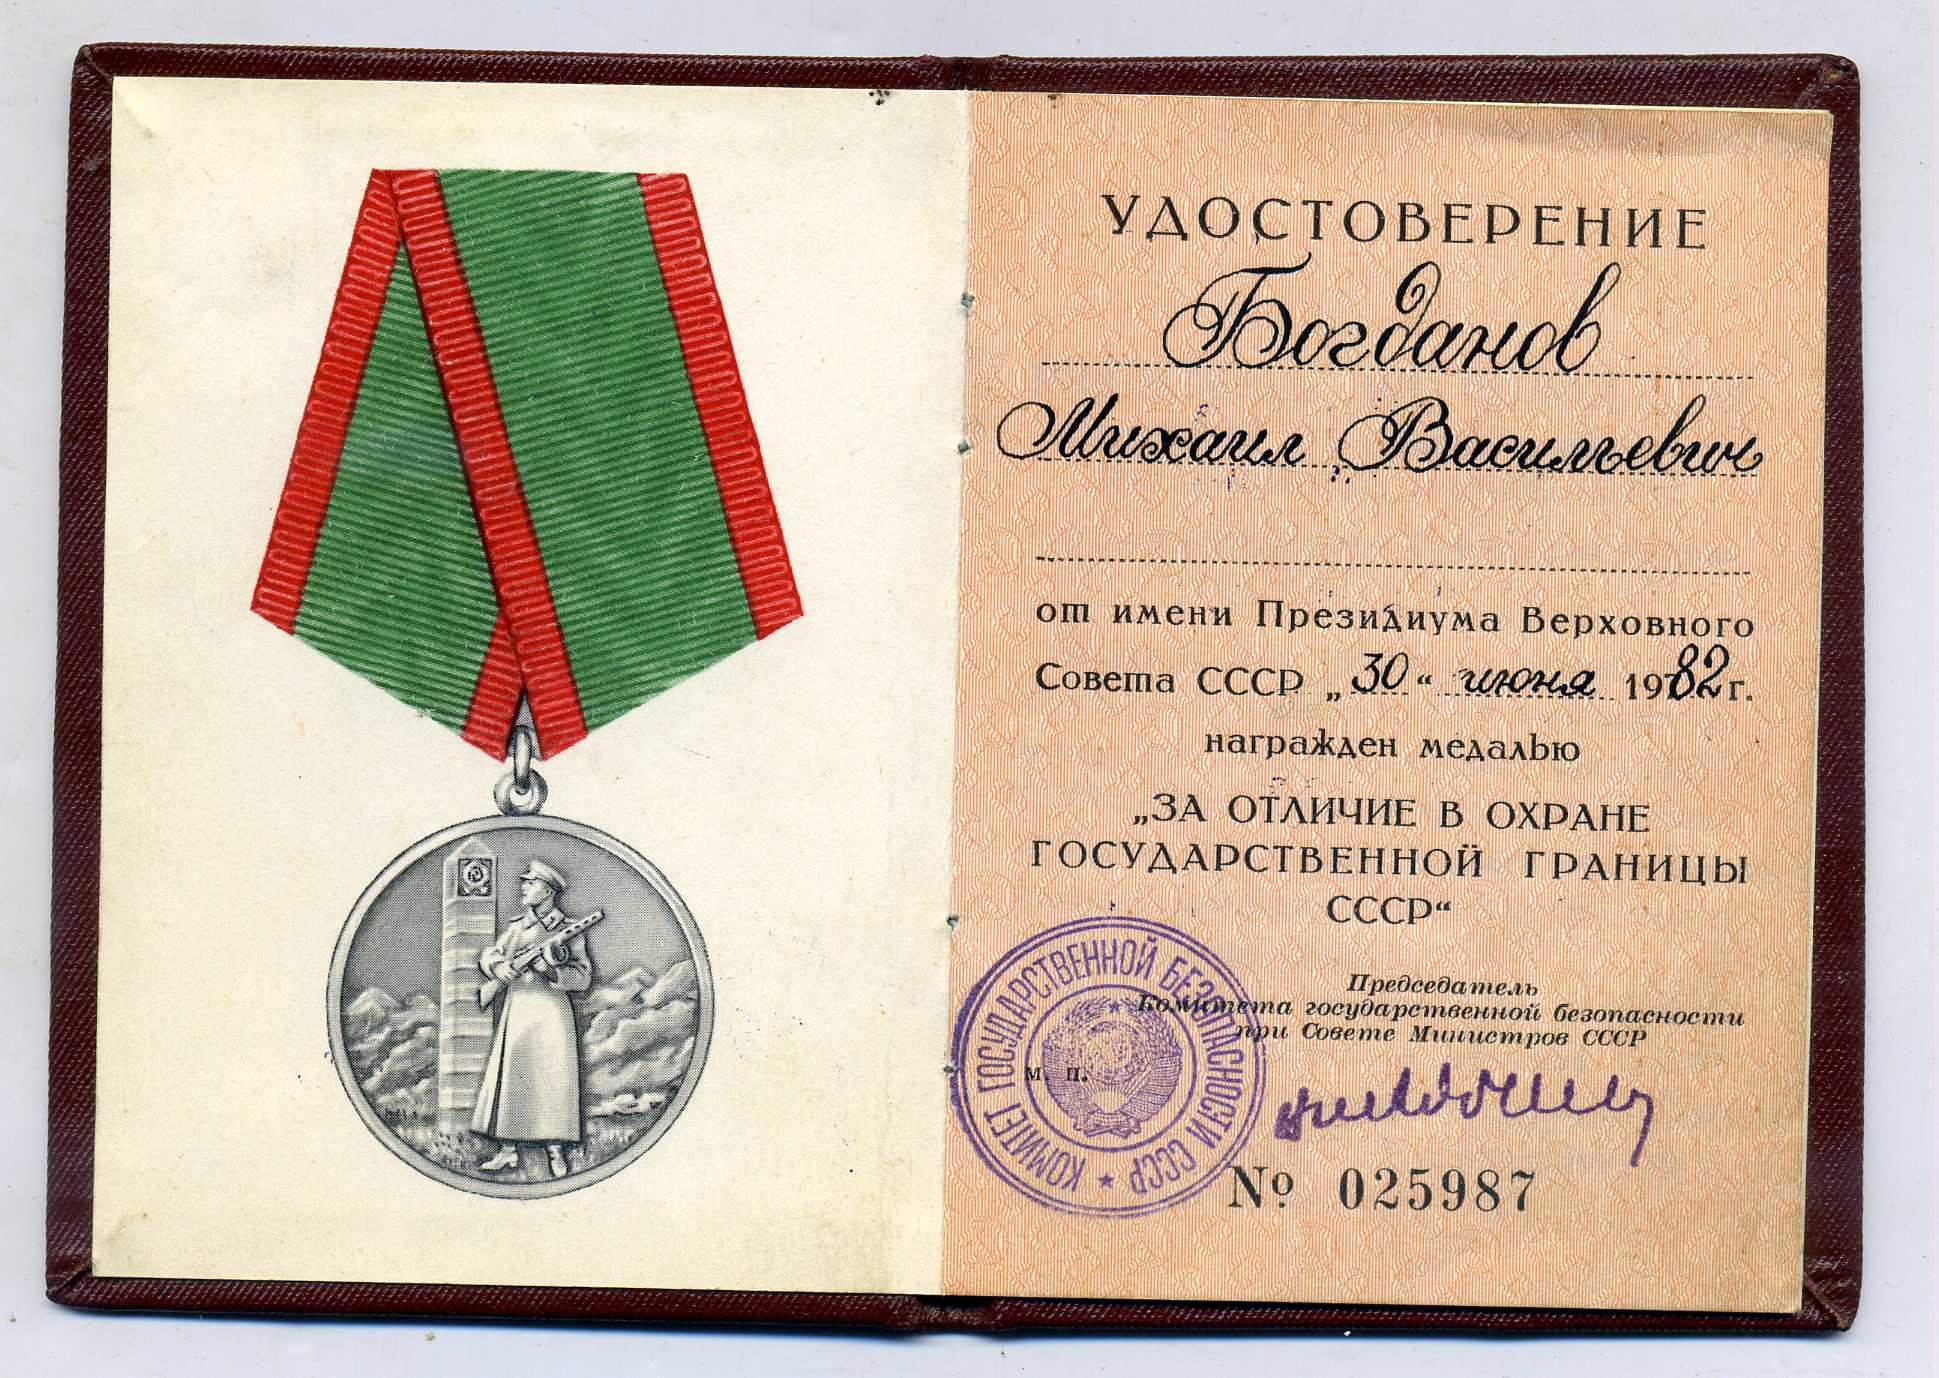 УДОСТОВЕРЕНИЕ
Богданов
Михаил Васильевич
от имени Президиума Верховного
Совета СССР „30“ июня 1982 г.
награжден медалью
„ЗА ОТЛИЧИЕ В ОХРАНЕ
ГОСУДАРСТВЕННОЙ ГРАНИЦЫ
СССР“
Председатель
Комитета государственной безопасности
при Совете Министров СССР
м. п.
КОМИТЕТ ГОСУДАРСТВЕННОЙ БЕЗОПАСНОСТИ СССР
№ 025987